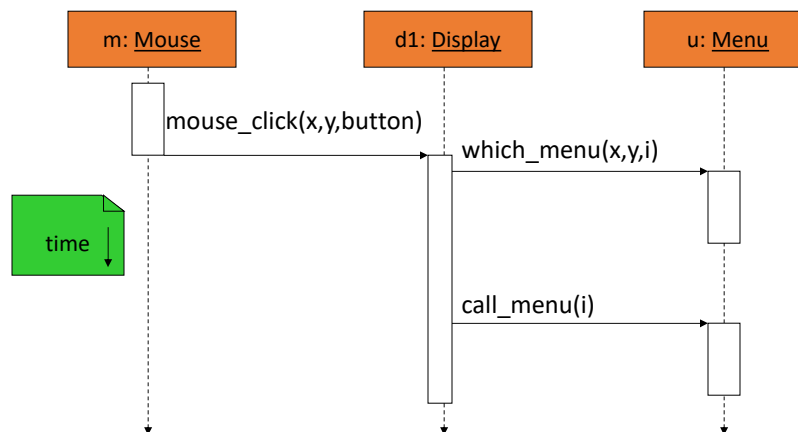 m: Mouse
d1: Display
u: Menu
mouse_click(x,y,button)
which_menu(x,y,i)
time
call_menu(i)